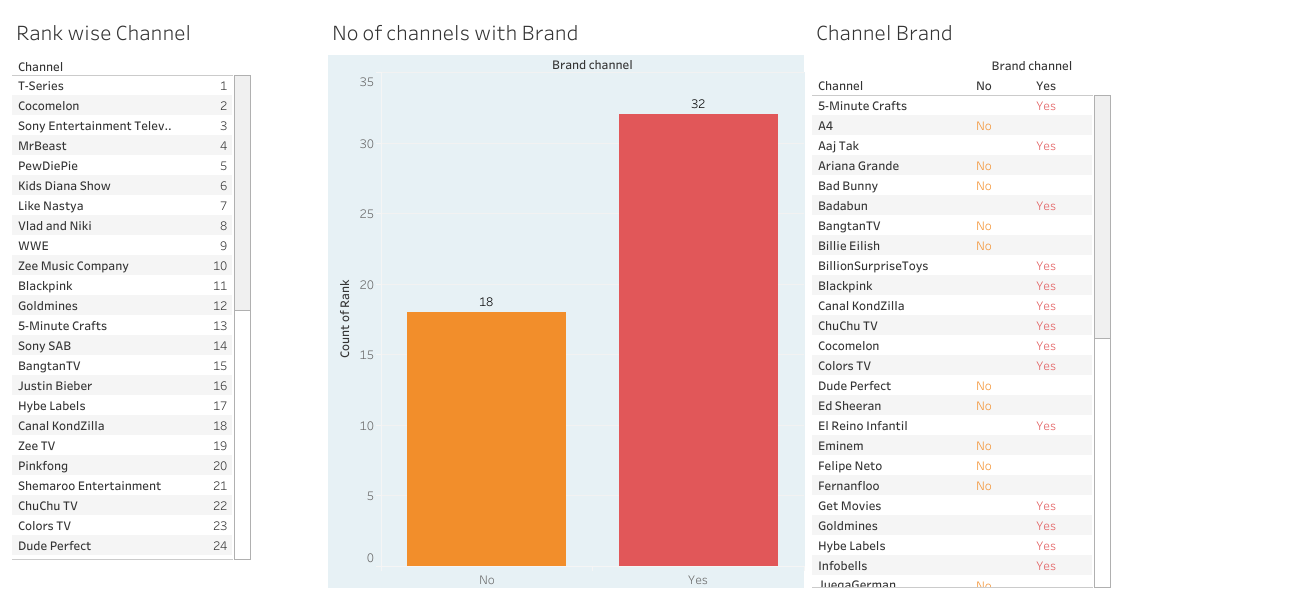 Rank wise Channel
Channel
T-Series 1
Cocomelon 2
Sony Entertainment Telev.. 3
MrBeast 4
PewDiePie 5
Kids Diana Show 6
Like Nastya 7
Vlad and Niki 8
WWE 9
Zee Music Company 10
Blackpink 11
Goldmines 12
5-Minute Crafts 13
Sony SAB 14
BangtanTV 15
Justin Bieber 16
Hybe Labels 17
Canal KondZilla 18
Zee TV 19
Pinkfong 20
Shemaroo Entertainment 21
ChuChu TV 22
Colors TV 23
Dude Perfect 24
No of channels with Brand
Brand channel
Count of Rank
35
30
25
20
15
10
5
0
18
32
No Yes
Channel Brand
Brand channel
Channel No Yes
5-Minute Crafts Yes
A4 No
Aaj Tak Yes
Ariana Grande No
Bad Bunny No
Badabun Yes
BangtanTV No
Billie Eilish No
BillionSurpriseToys Yes
Blackpink Yes
Canal KondZilla Yes
ChuChu TV Yes
Cocomelon Yes
Colors TV Yes
Dude Perfect No
Ed Sheeran No
El Reino Infantil Yes
Eminem No
Felipe Neto No
Fernanfloo No
Get Movies Yes
Goldmines Yes
Hybe Labels Yes
Infobells Yes
JuegaGerman No